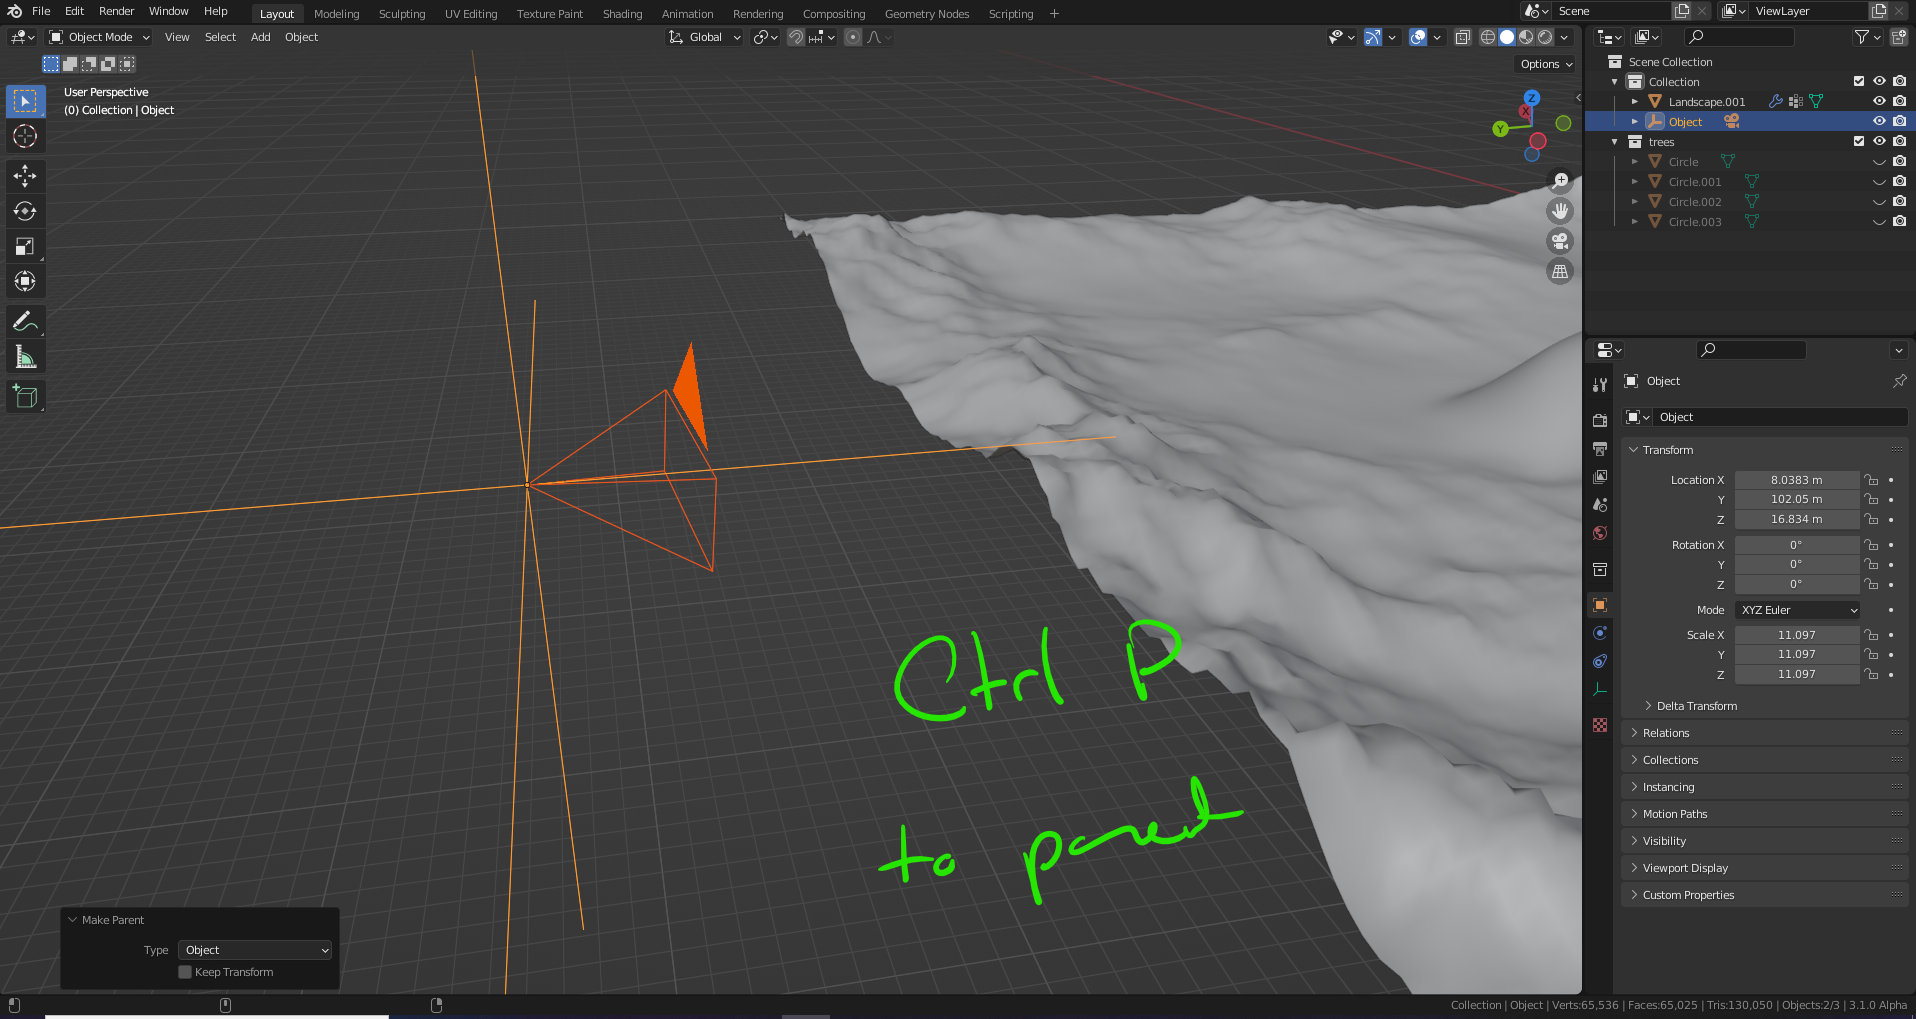 File Edit Render Window Help Layout Modeling Sculpting UV Editing Texture Paint Shading Animation Rendering Compositing Geometry Nodes Scripting + Scene ViewLayer
Object Mode View Select Add Object Global
Options
User Perspective
(0) Collection | Object
Z
X
Y
Ctrl P
to parent
Make Parent
Type Object
Keep Transform
Scene Collection
Collection
Landscape.001
Object
trees
Circle
Circle.001
Circle.002
Circle.003
Object
Object
Transform
Location X 8.0383 m
Y 102.05 m
Z 16.834 m
Rotation X 0°
Y 0°
Z 0°
Mode XYZ Euler
Scale X 11.097
Y 11.097
Z 11.097
Delta Transform
Relations
Collections
Instancing
Motion Paths
Visibility
Viewport Display
Custom Properties
Collection | Object | Verts:65,536 | Faces:65,025 | Tris:130,050 | Objects:2/3 | 3.1.0 Alpha